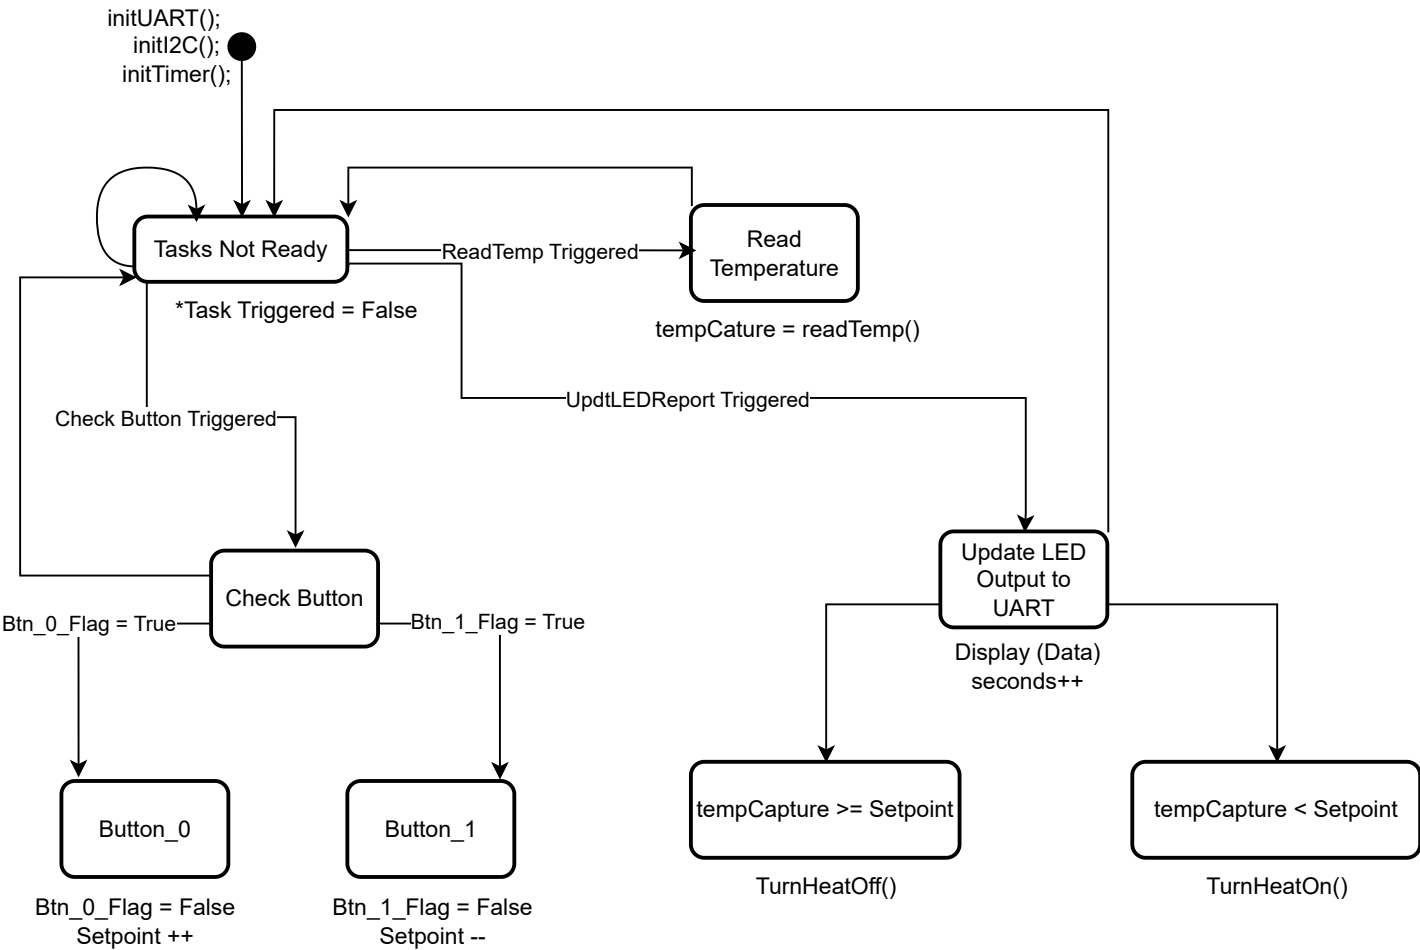 initUART();
initI2C();
initTimer();
Tasks Not Ready
ReadTemp Triggered
Read
Temperature
*Task Triggered = False
tempCature = readTemp()
UpdtLEDReport Triggered
Check Button Triggered
Update LED
Output to
UART
Check Button
Btn_0_Flag = True
Btn_1_Flag = True
Display (Data)
seconds++
Button_0
Button_1
tempCapture >= Setpoint
tempCapture < Setpoint
TurnHeatOff()
TurnHeatOn()
Btn_0_Flag = False
Setpoint ++
Btn_1_Flag = False
Setpoint --